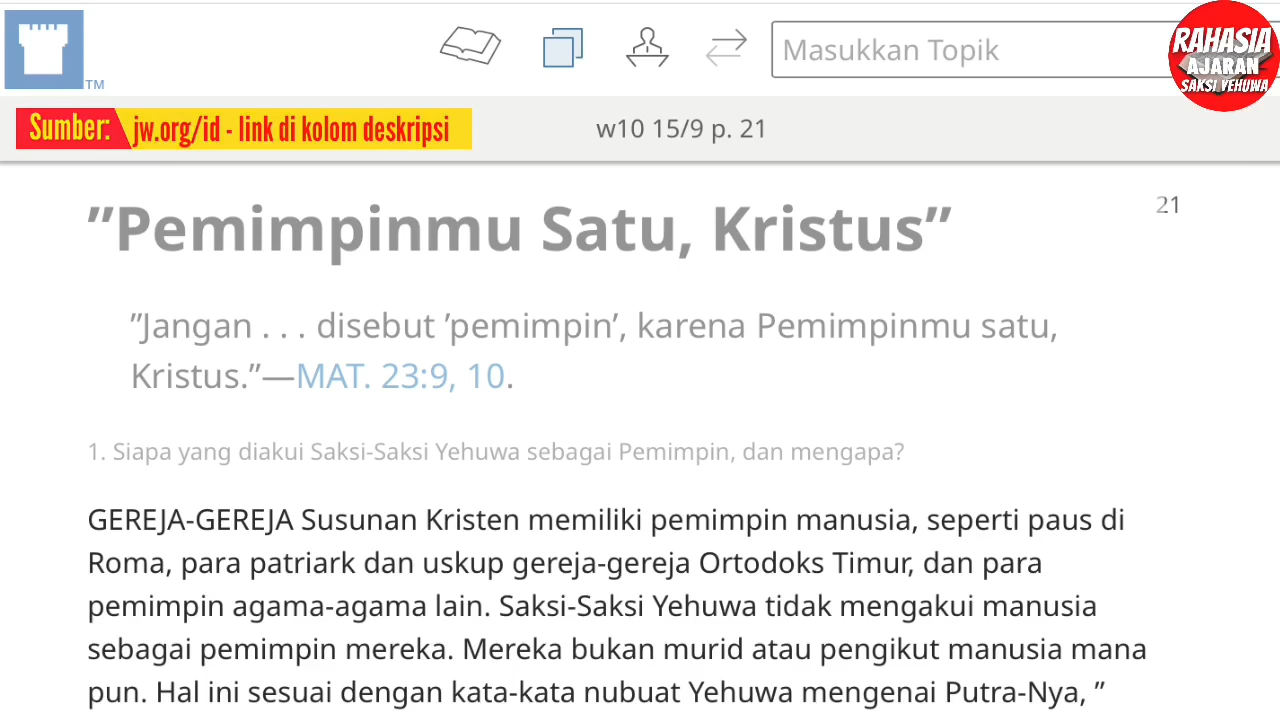 RAHASIA
AJARAN
SAKSI YEHUWA
Masukkan Topik
TM
Sumber: jw.org/id - link di kolom deskripsi
w10 15/9 p. 21
21
”Pemimpinmu Satu, Kristus”
”Jangan . . . disebut ’pemimpin’, karena Pemimpinmu satu,
Kristus.”—MAT. 23:9, 10.
1. Siapa yang diakui Saksi-Saksi Yehuwa sebagai Pemimpin, dan mengapa?
GEREJA-GEREJA Susunan Kristen memiliki pemimpin manusia, seperti paus di
Roma, para patriark dan uskup gereja-gereja Ortodoks Timur, dan para
pemimpin agama-agama lain. Saksi-Saksi Yehuwa tidak mengakui manusia
sebagai pemimpin mereka. Mereka bukan murid atau pengikut manusia mana
pun. Hal ini sesuai dengan kata-kata nubuat Yehuwa mengenai Putra-Nya, ”